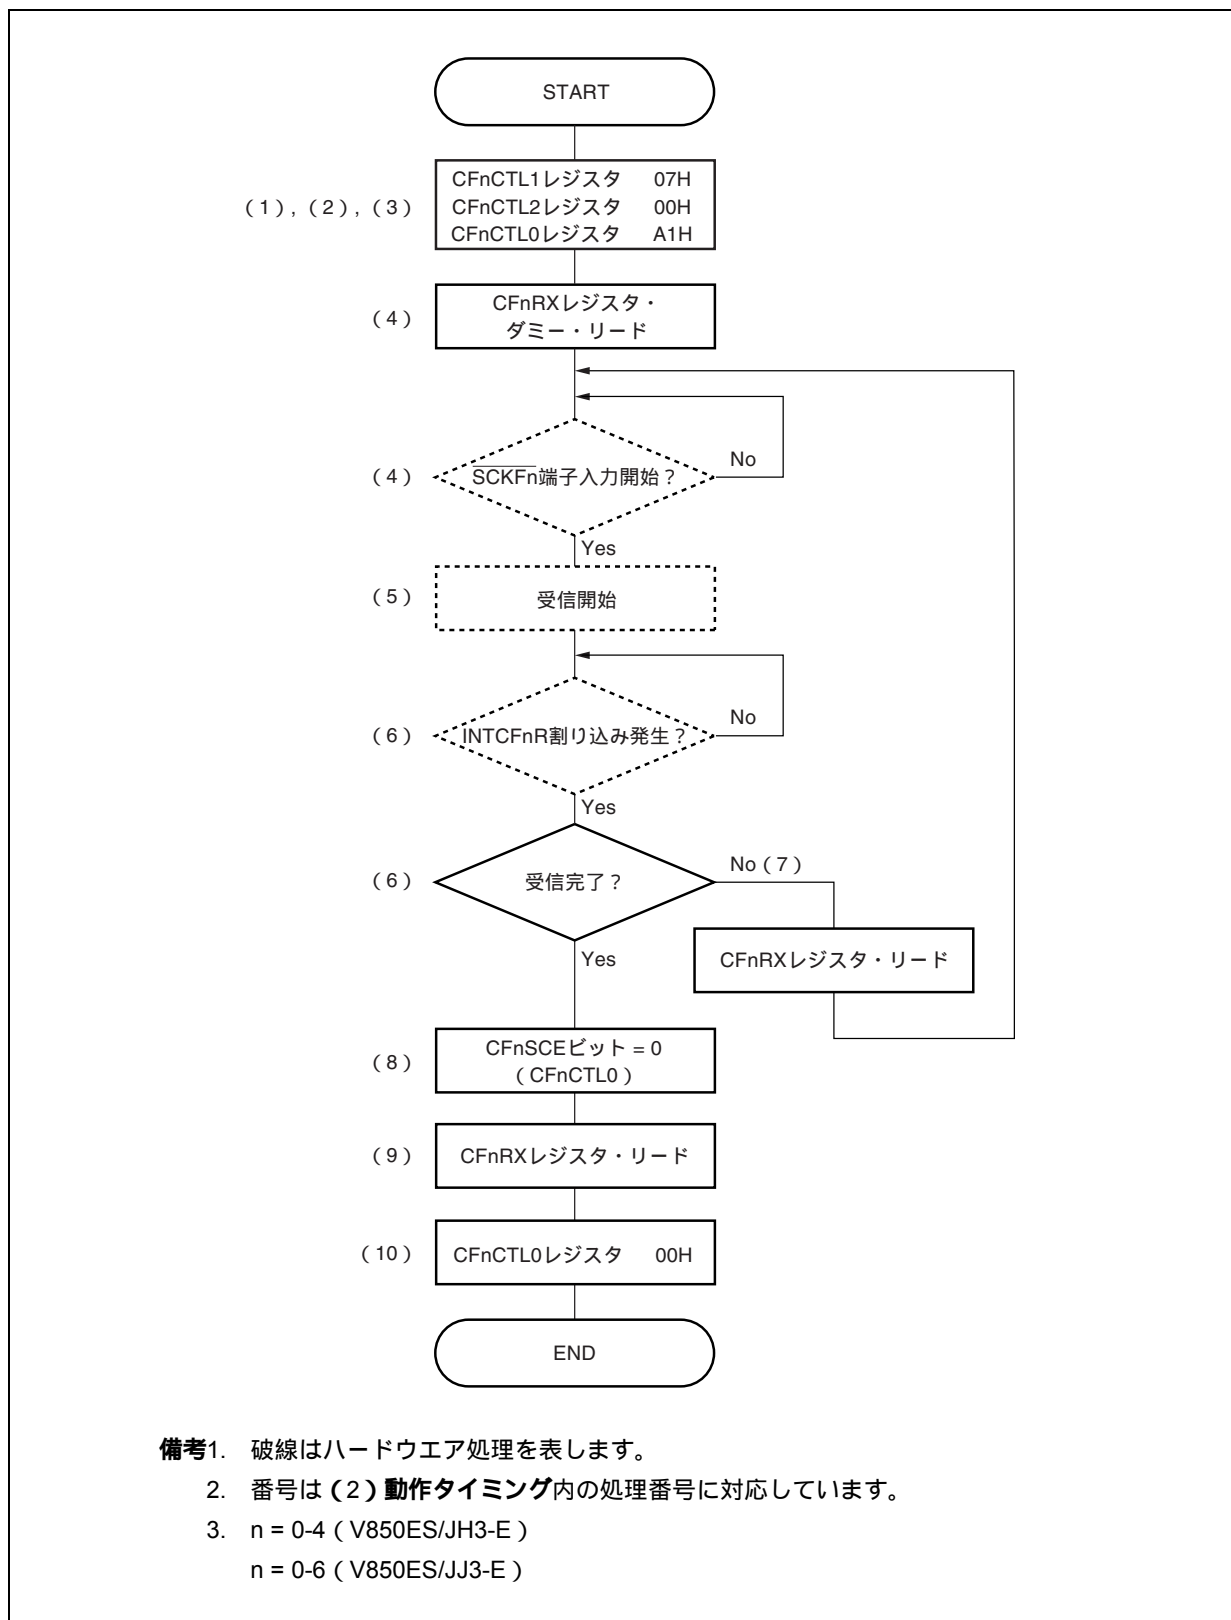 START
(1), (2), (3)
CFnCTL1レジスタ 07H
CFnCTL2レジスタ 00H
CFnCTL0レジスタ A1H
(4)
CFnRXレジスタ・
ダミー・リード
(4)
SCKFn端子入力開始?
No
Yes
(5)
受信開始
(6)
INTCFnR割り込み発生?
No
Yes
(6)
受信完了?
No(7)
Yes
CFnRXレジスタ・リード
(8)
CFnSCEビット = 0
(CFnCTL0)
(9)
CFnRXレジスタ・リード
(10)
CFnCTL0レジスタ 00H
END
備考1. 破線はハードウエア処理を表します。
2. 番号は(2)動作タイミング内の処理番号に対応しています。
3. n = 0-4(V850ES/JH3-E)
n = 0-6(V850ES/JJ3-E)